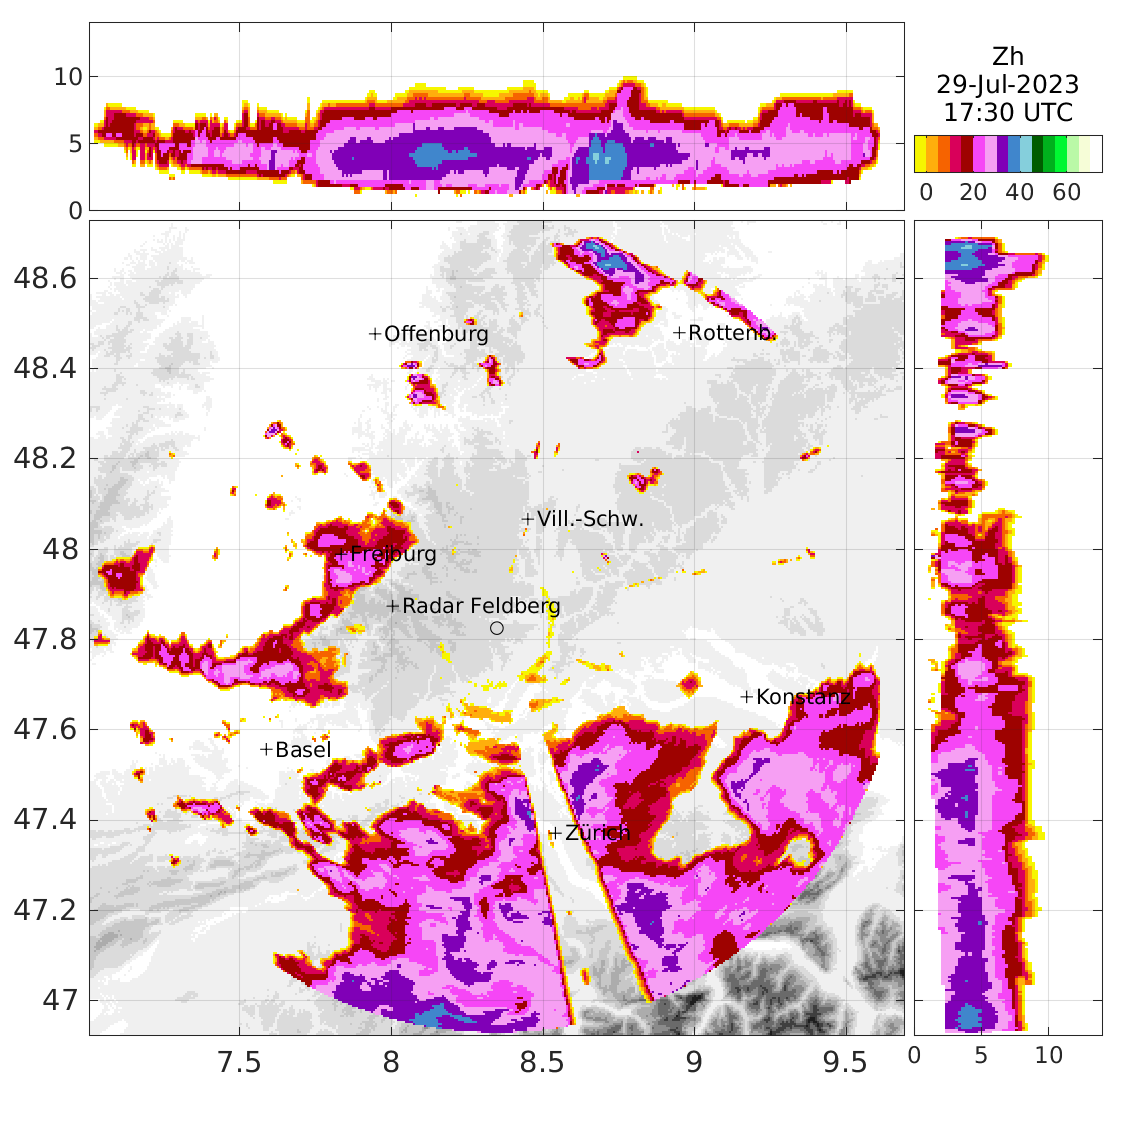 10
5
0
Zh
29-Jul-2023
17:30 UTC
0 20 40 60
48.6
48.4
48.2
48
47.8
47.6
47.4
47.2
47
+Offenburg
+Rottenb.
+Vill.-Schw.
+Freiburg
+Radar Feldberg
+Konstanz
+Basel
+Zürich
7.5 8 8.5 9 9.5
0 5 10